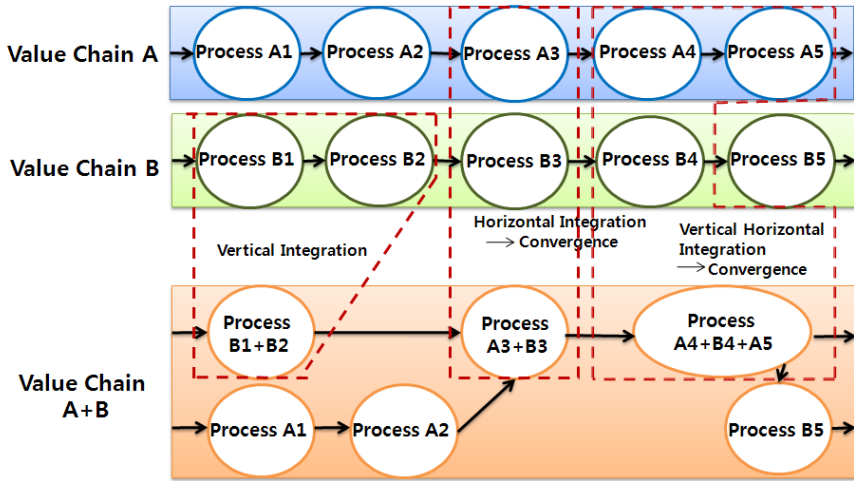 Value Chain A
Process A1
Process A2
Process A3
Process A4
Process A5
Value Chain B
Process B1
Process B2
Process B3
Process B4
Process B5
Vertical Integration
Horizontal Integration
→ Convergence
Vertical Horizontal
Integration
→ Convergence
Value Chain
A+B
Process
B1+B2
Process
A3+B3
Process
A4+B4+A5
Process A1
Process A2
Process B5